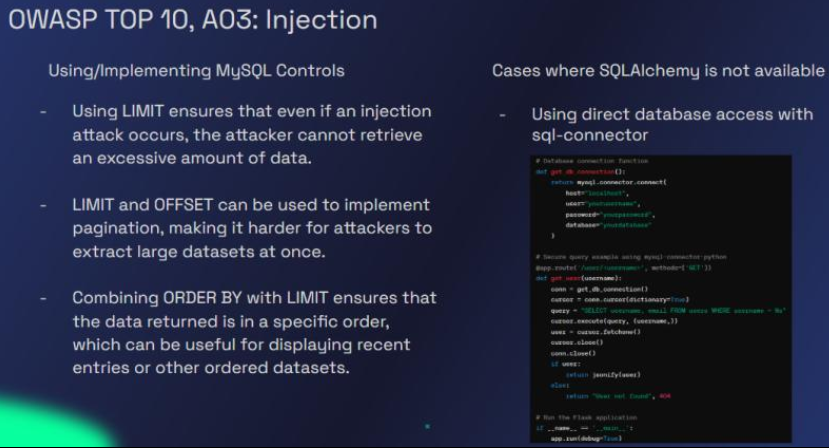 OWASP TOP 10, A03: Injection
Using/Implementing MySQL Controls
- Using LIMIT ensures that even if an injection
attack occurs, the attacker cannot retrieve
an excessive amount of data.
- LIMIT and OFFSET can be used to implement
pagination, making it harder for attackers to
extract large datasets at once.
- Combining ORDER BY with LIMIT ensures that
the data returned is in a specific order,
which can be useful for displaying recent
entries or other ordered datasets.
Cases where SQLAlchemy is not available
- Using direct database access with
sql-connector
# Database connection function
def get_db_connection():
return mysql.connector.connect(
host="localhost",
user="yourusername",
password="yourpassword",
database="yourdatabase"
)
# Secure query example using mysql-connector-python
@app.route('/user/<username>', methods=['GET'])
def get_user(username):
conn = get_db_connection()
cursor = conn.cursor(dictionary=True)
query = "SELECT username, email FROM users WHERE username = %s"
cursor.execute(query, (username,))
user = cursor.fetchone()
cursor.close()
conn.close()
if user:
return jsonify(user)
else:
return "User not found", 404
# Run the Flask application
if __name__ == '__main__':
app.run(debug=True)